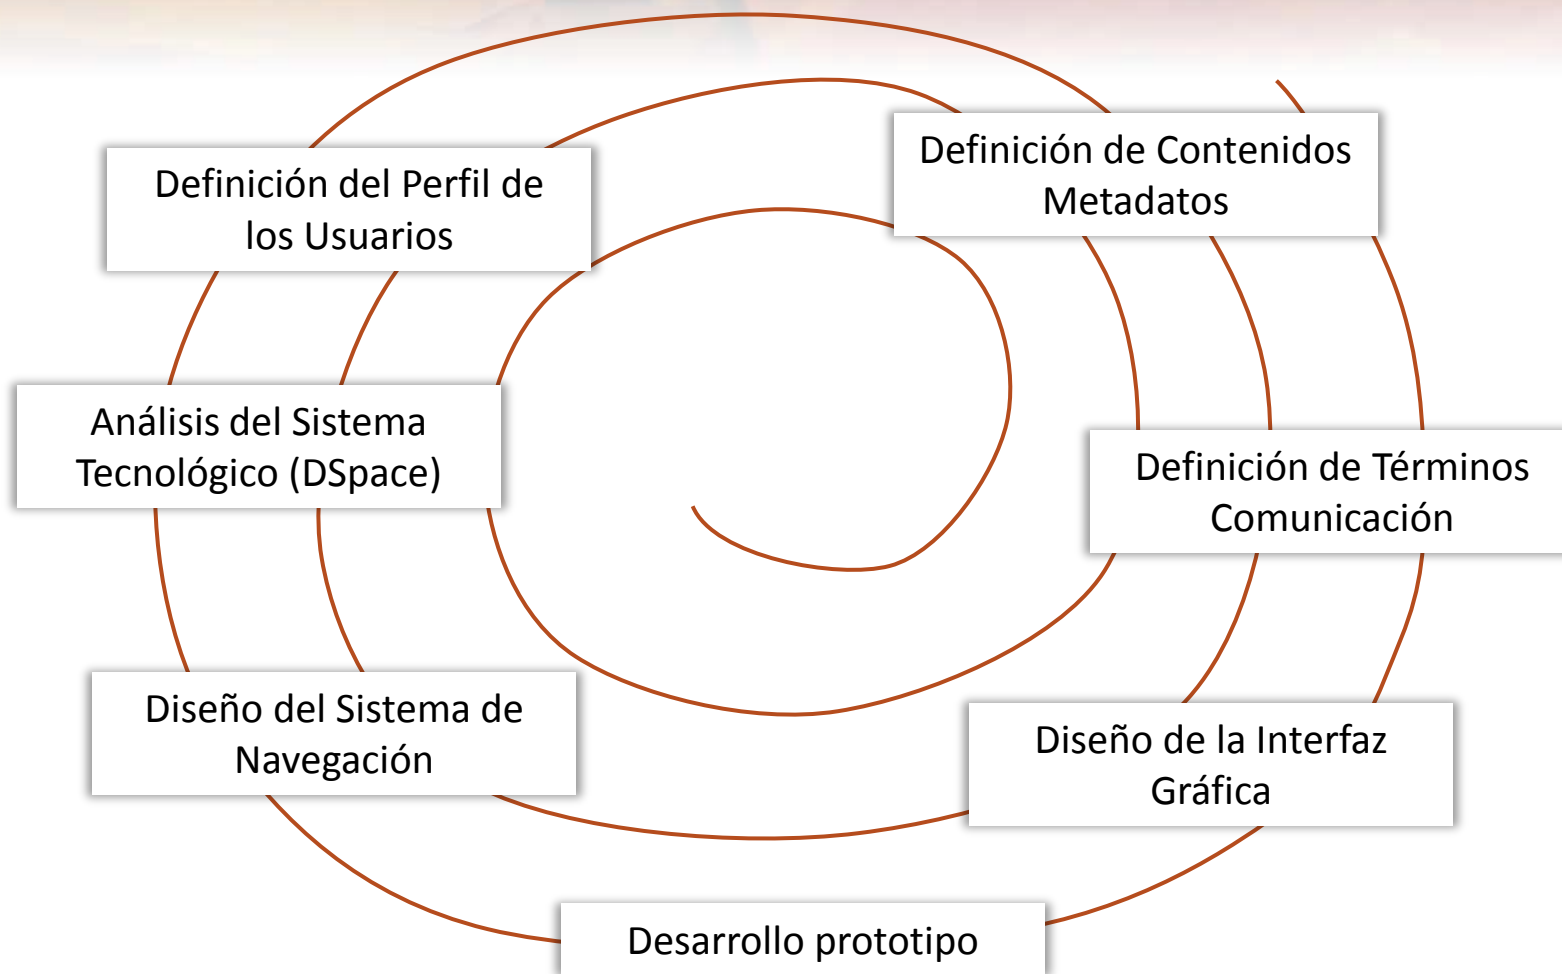 Definición de Contenidos
Metadatos
Definición del Perfil de
los Usuarios
Análisis del Sistema
Tecnológico (DSpace)
Definición de Términos
Comunicación
Diseño del Sistema de
Navegación
Diseño de la Interfaz
Gráfica
Desarrollo prototipo